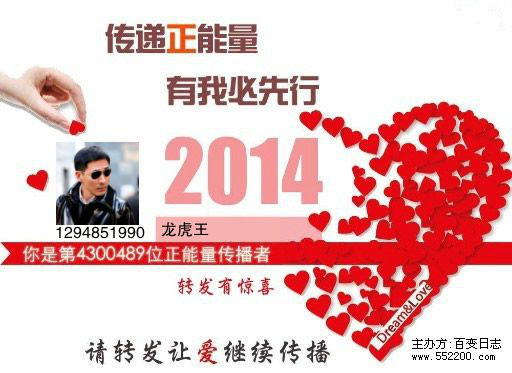 传递正能量
有我必先行
2014
1294851990
龙虎王
你是第4300489位正能量传播者
转发有惊喜
Dream&Love
请转发让爱继续传播
主办方:百变日志
www.552200.com